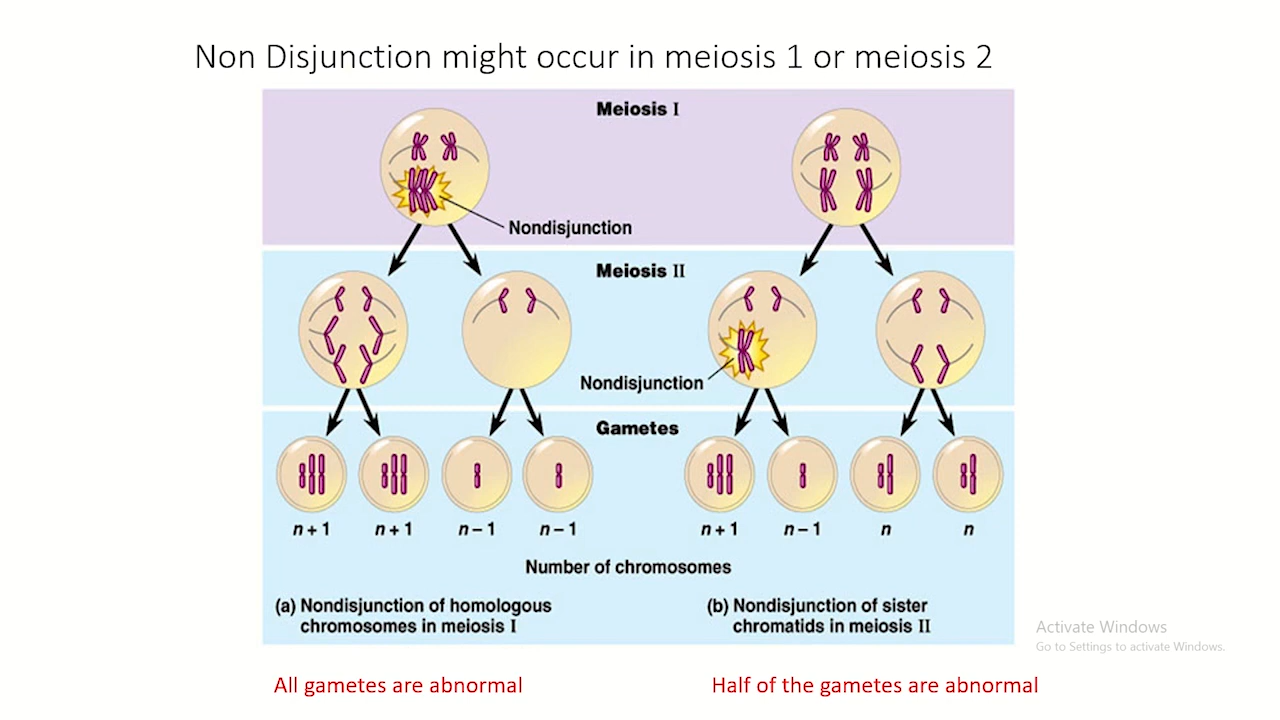 Non Disjunction might occur in meiosis 1 or meiosis 2
Meiosis I
Nondisjunction
Meiosis II
Nondisjunction
Gametes
n + 1
n + 1
n – 1
n – 1
n + 1
n – 1
n
n
Number of chromosomes
(a) Nondisjunction of homologous
chromosomes in meiosis I
(b) Nondisjunction of sister
chromatids in meiosis II
Activate Windows
Go to Settings to activate Windows.
All gametes are abnormal
Half of the gametes are abnormal